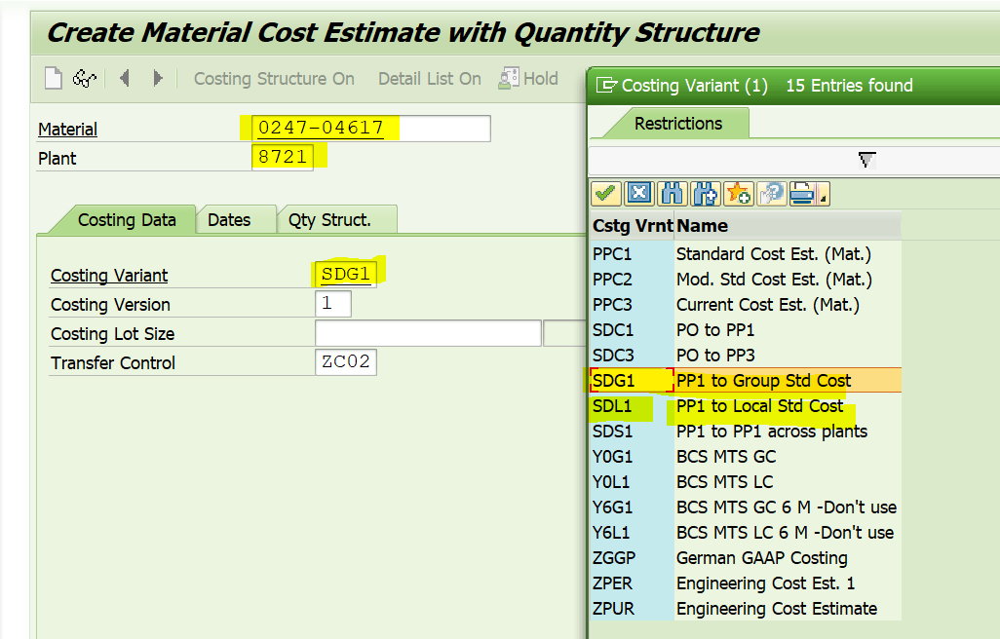 Create Material Cost Estimate with Quantity Structure
Costing Structure On Detail List On Hold
Material 0247-04617
Plant 8721
Costing Data Dates Qty Struct.
Costing Variant SDG1
Costing Version 1
Costing Lot Size
Transfer Control ZC02
Costing Variant (1) 15 Entries found
Restrictions
Cstg Vrnt Name
PPC1 Standard Cost Est. (Mat.)
PPC2 Mod. Std Cost Est. (Mat.)
PPC3 Current Cost Est. (Mat.)
SDC1 PO to PP1
SDC3 PO to PP3
SDG1 PP1 to Group Std Cost
SDL1 PP1 to Local Std Cost
SDS1 PP1 to PP1 across plants
Y0G1 BCS MTS GC
Y0L1 BCS MTS LC
Y6G1 BCS MTS GC 6 M -Don't use
Y6L1 BCS MTS LC 6 M -Don't use
ZGGP German GAAP Costing
ZPER Engineering Cost Est. 1
ZPUR Engineering Cost Estimate